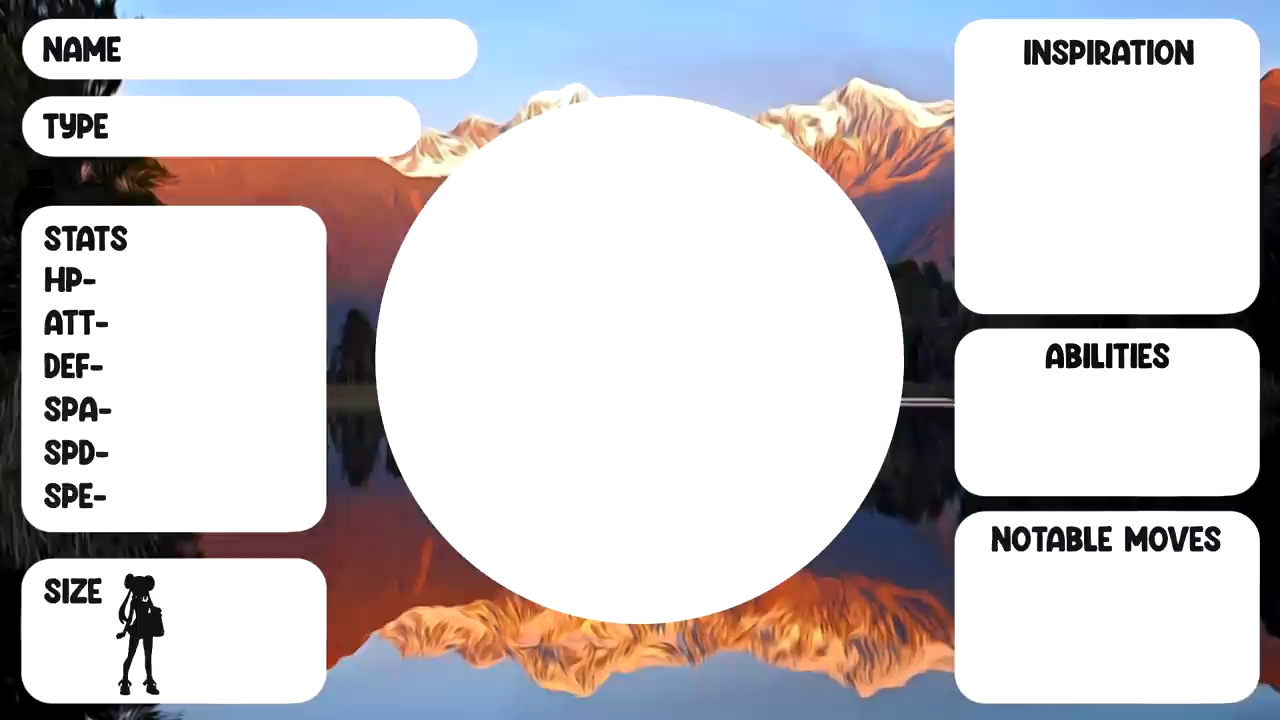 NAME
TYPE
STATS
HP-
ATT-
DEF-
SPA-
SPD-
SPE-
SIZE
INSPIRATION
ABILITIES
NOTABLE MOVES